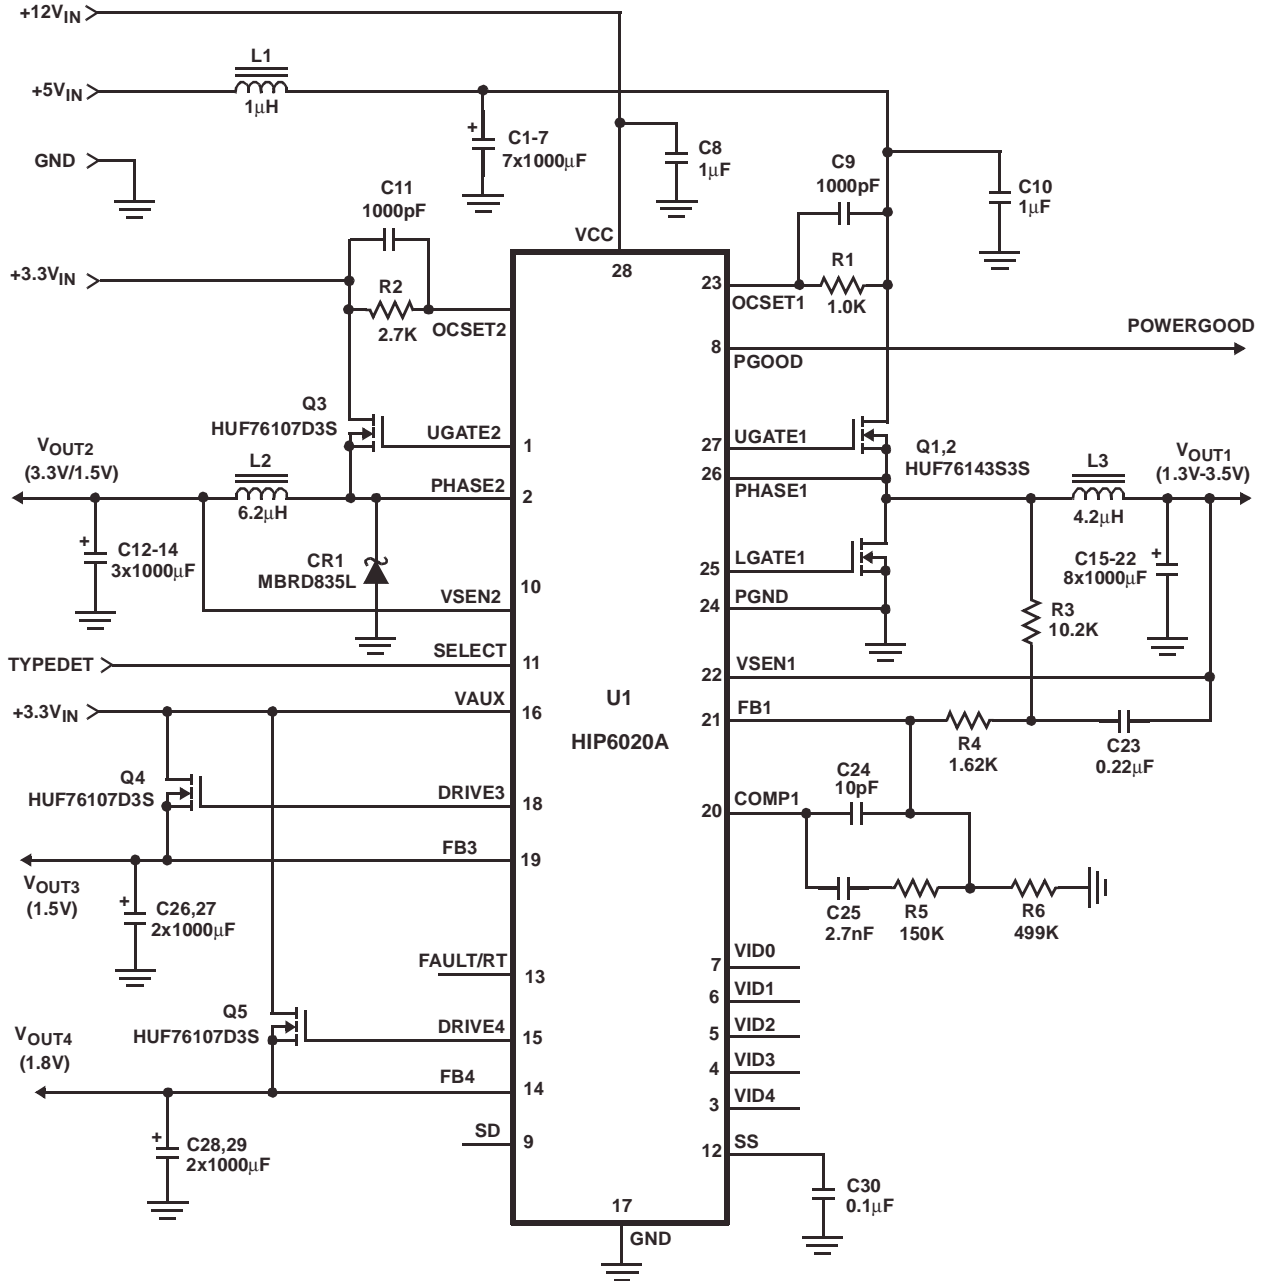 +12VIN
L1
+5VIN
1μH
+
C1-7
7x1000μF
C8
1μF
C9
1000pF
C10
1μF
GND
C11
1000pF
VCC
28
+3.3VIN
R2
2.7K
OCSET2
23
OCSET1
R1
1.0K
8
PGOOD
POWERGOOD
Q3
HUF76107D3S
UGATE2
1
27
UGATE1
Q1,2
HUF76143S3S
VOUT2
(3.3V/1.5V)
L2
6.2μH
PHASE2
2
26
PHASE1
L3
4.2μH
VOUT1
(1.3V-3.5V)
+
C12-14
3x1000μF
CR1
MBRD835L
10
VSEN2
25
LGATE1
24
PGND
+
C15-22
8x1000μF
R3
10.2K
TYPEDET
SELECT
11
22
VSEN1
+3.3VIN
VAUX
16
U1
HIP6020A
21
FB1
R4
1.62K
C23
0.22μF
Q4
HUF76107D3S
DRIVE3
18
20
COMP1
C24
10pF
FB3
19
VOUT3
(1.5V)
+
C26,27
2x1000μF
C25
2.7nF
R5
150K
R6
499K
FAULT/RT
13
7
VID0
6
VID1
5
VID2
4
VID3
3
VID4
Q5
HUF76107D3S
DRIVE4
15
VOUT4
(1.8V)
FB4
14
SD
9
+
C28,29
2x1000μF
12
SS
C30
0.1μF
17
GND